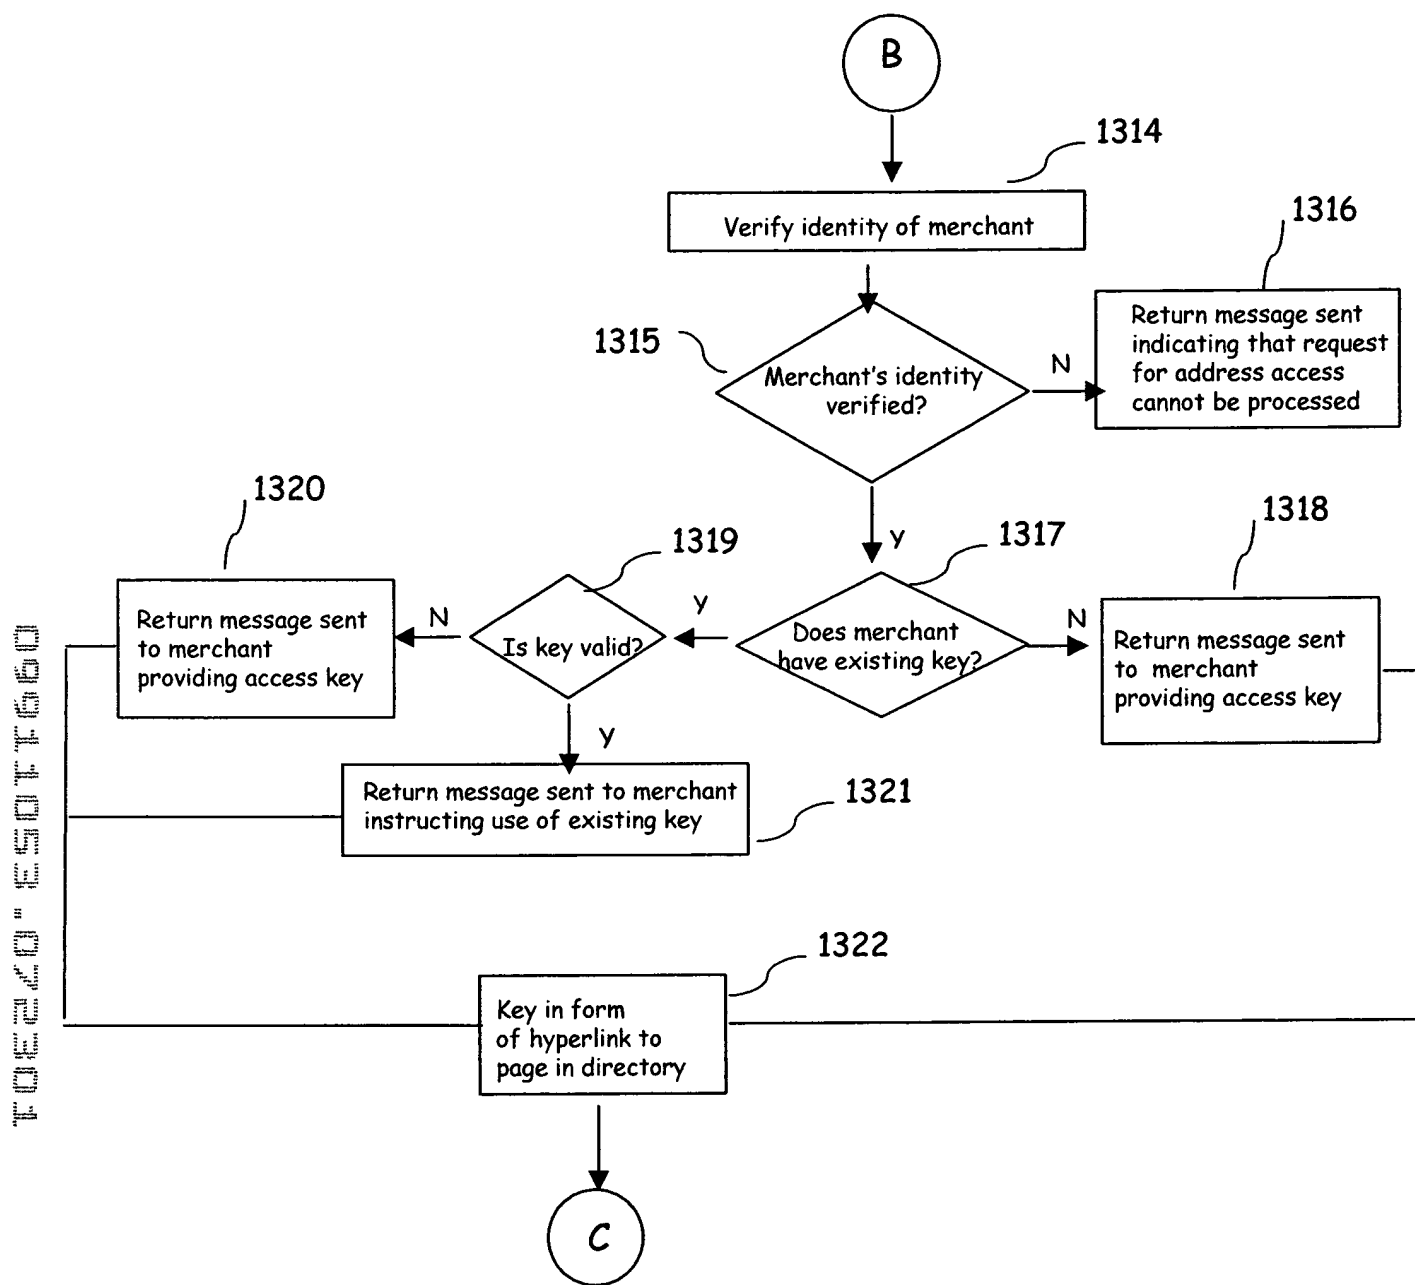 B
1314
Verify identity of merchant
1316
Return message sent
indicating that request
for address access
cannot be processed
1315
Merchant's identity
verified?
N
Y
1320
1319
1317
1318
Return message sent
to merchant
providing access key
N
Is key valid?
Y
Does merchant
have existing key?
N
Return message sent
to merchant
providing access key
Y
Return message sent to merchant
instructing use of existing key
1321
1322
Key in form
of hyperlink to
page in directory
C